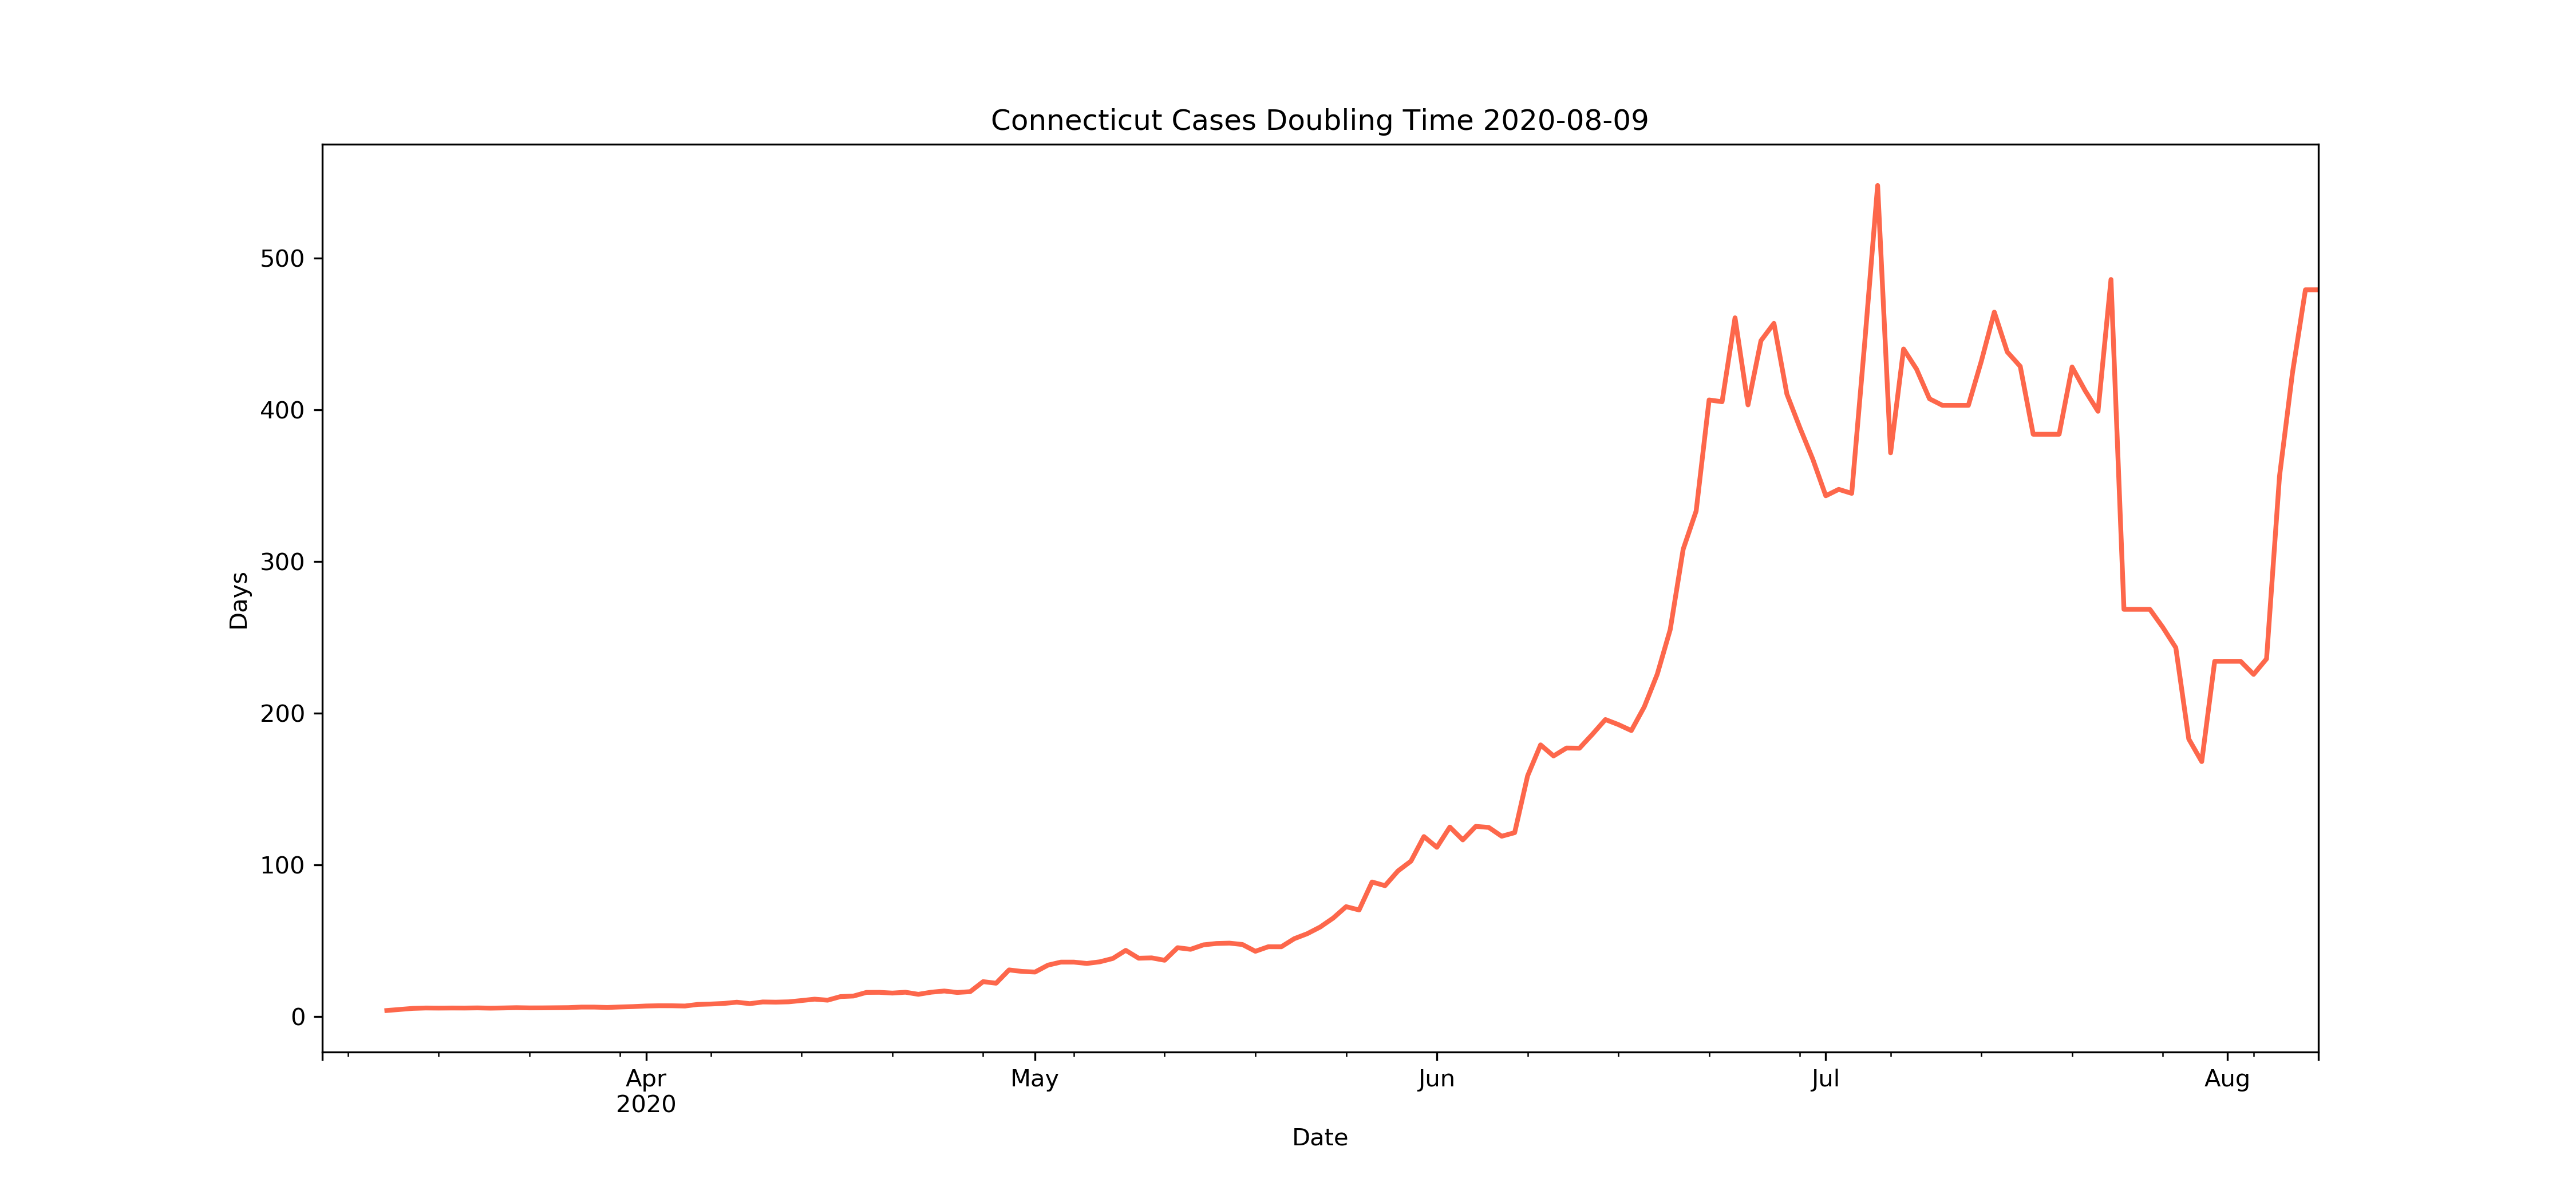 Connecticut Cases Doubling Time 2020-08-09
500
400
300
200
100
0
Days
Apr
2020
May
Jun
Jul
Aug
Date